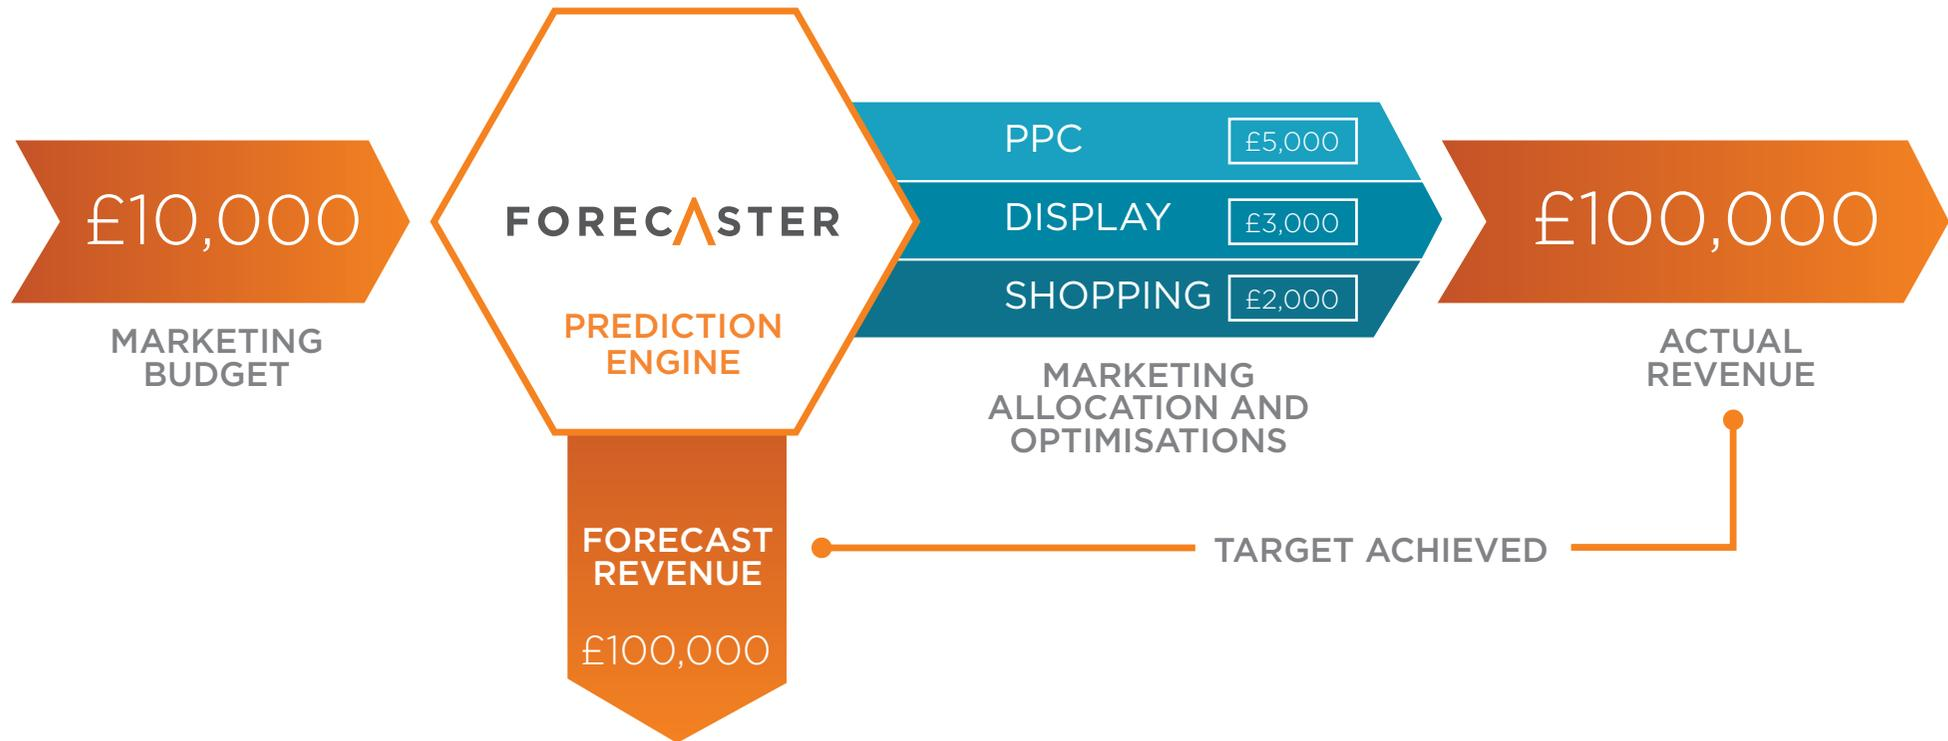 £10,000
MARKETING
BUDGET
FORECASTER
PREDICTION
ENGINE
FORECAST
REVENUE
£100,000
PPC £5,000
DISPLAY £3,000
SHOPPING £2,000
MARKETING
ALLOCATION AND
OPTIMISATIONS
£100,000
ACTUAL
REVENUE
TARGET ACHIEVED